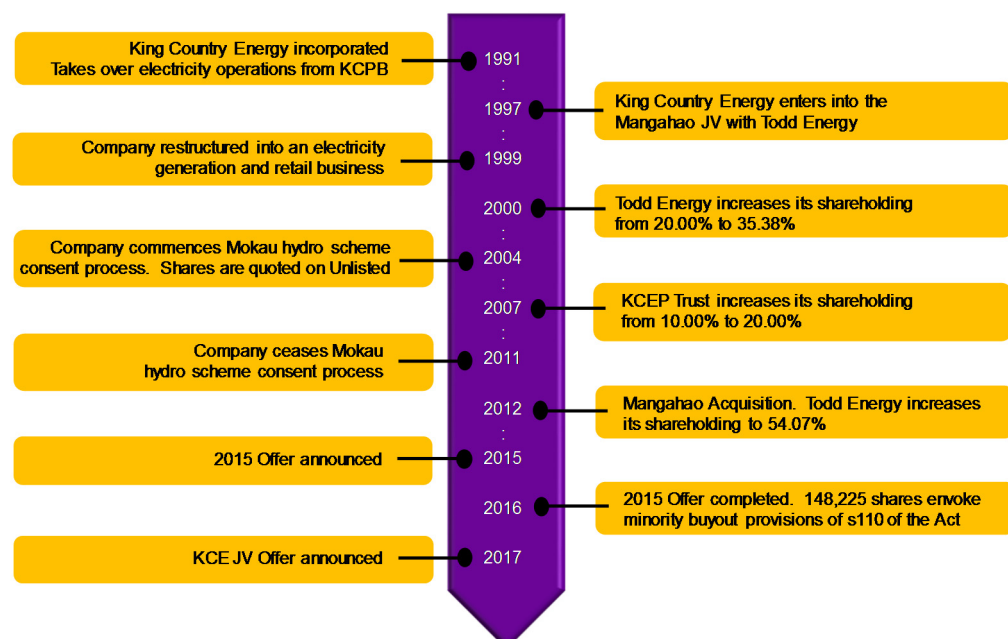 King Country Energy incorporated
Takes over electricity operations from KCPB
1991
:
1997
King Country Energy enters into the
Mangahao JV with Todd Energy
:
Company restructured into an electricity
generation and retail business
1999
2000
Todd Energy increases its shareholding
from 20.00% to 35.38%
:
Company commences Mokau hydro scheme
consent process.  Shares are quoted on Unlisted
2004
:
2007
KCEP Trust increases its shareholding
from 10.00% to 20.00%
:
Company ceases Mokau
hydro scheme consent process
2011
2012
Mangahao Acquisition.  Todd Energy increases
its shareholding to 54.07%
:
2015 Offer announced
2015
2016
2015 Offer completed.  148,225 shares envoke
minority buyout provisions of s110 of the Act
KCE JV Offer announced
2017